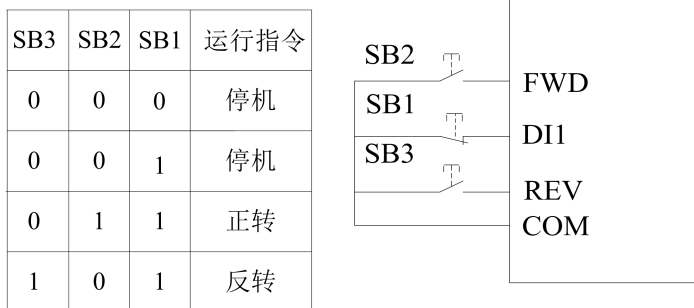 SB3 SB2 SB1 运行指令
0 0 0 停机
0 0 1 停机
0 1 1 正转
1 0 1 反转
SB2
FWD
SB1
DI1
SB3
REV
COM